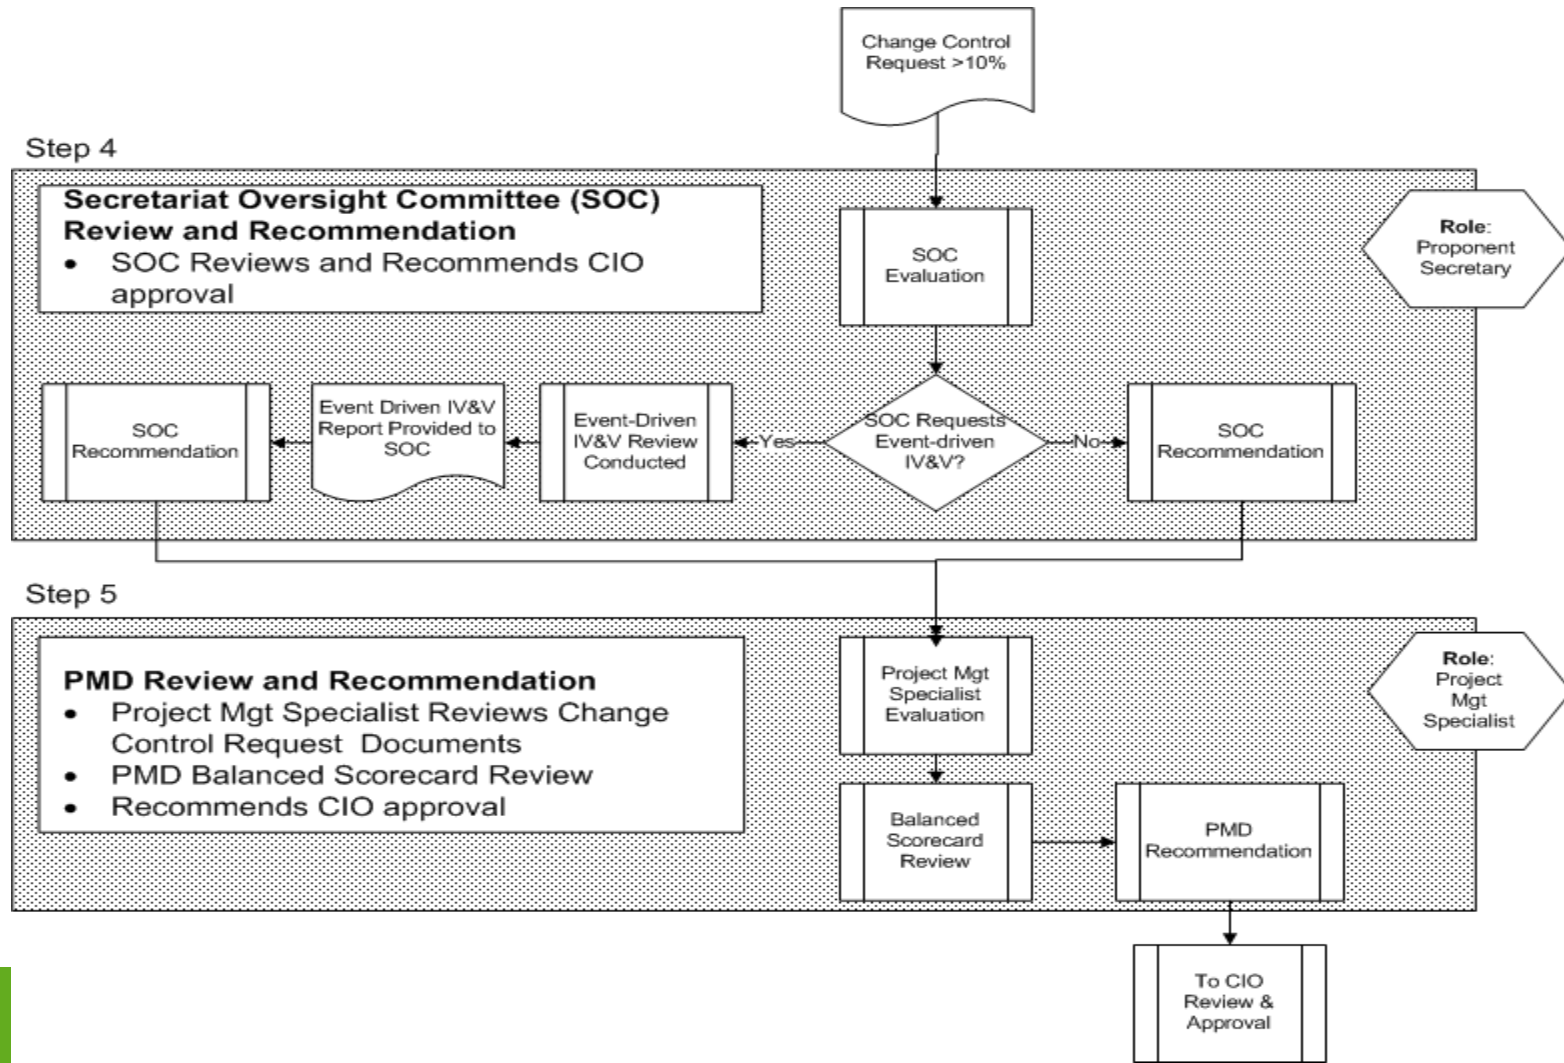 Change Control
Request >10%
Step 4
Secretariat Oversight Committee (SOC)
Review and Recommendation
• SOC Reviews and Recommends CIO
approval
SOC
Evaluation
Role:
Proponent
Secretary
SOC
Recommendation
Event Driven IV&V
Report Provided to
SOC
Event-Driven
IV&V Review
Conducted
Yes
SOC Requests
Event-driven
IV&V?
No
SOC
Recommendation
Step 5
PMD Review and Recommendation
• Project Mgt Specialist Reviews Change
Control Request Documents
• PMD Balanced Scorecard Review
• Recommends CIO approval
Project Mgt
Specialist
Evaluation
Role:
Project
Mgt
Specialist
Balanced
Scorecard
Review
PMD
Recommendation
To CIO
Review &
Approval